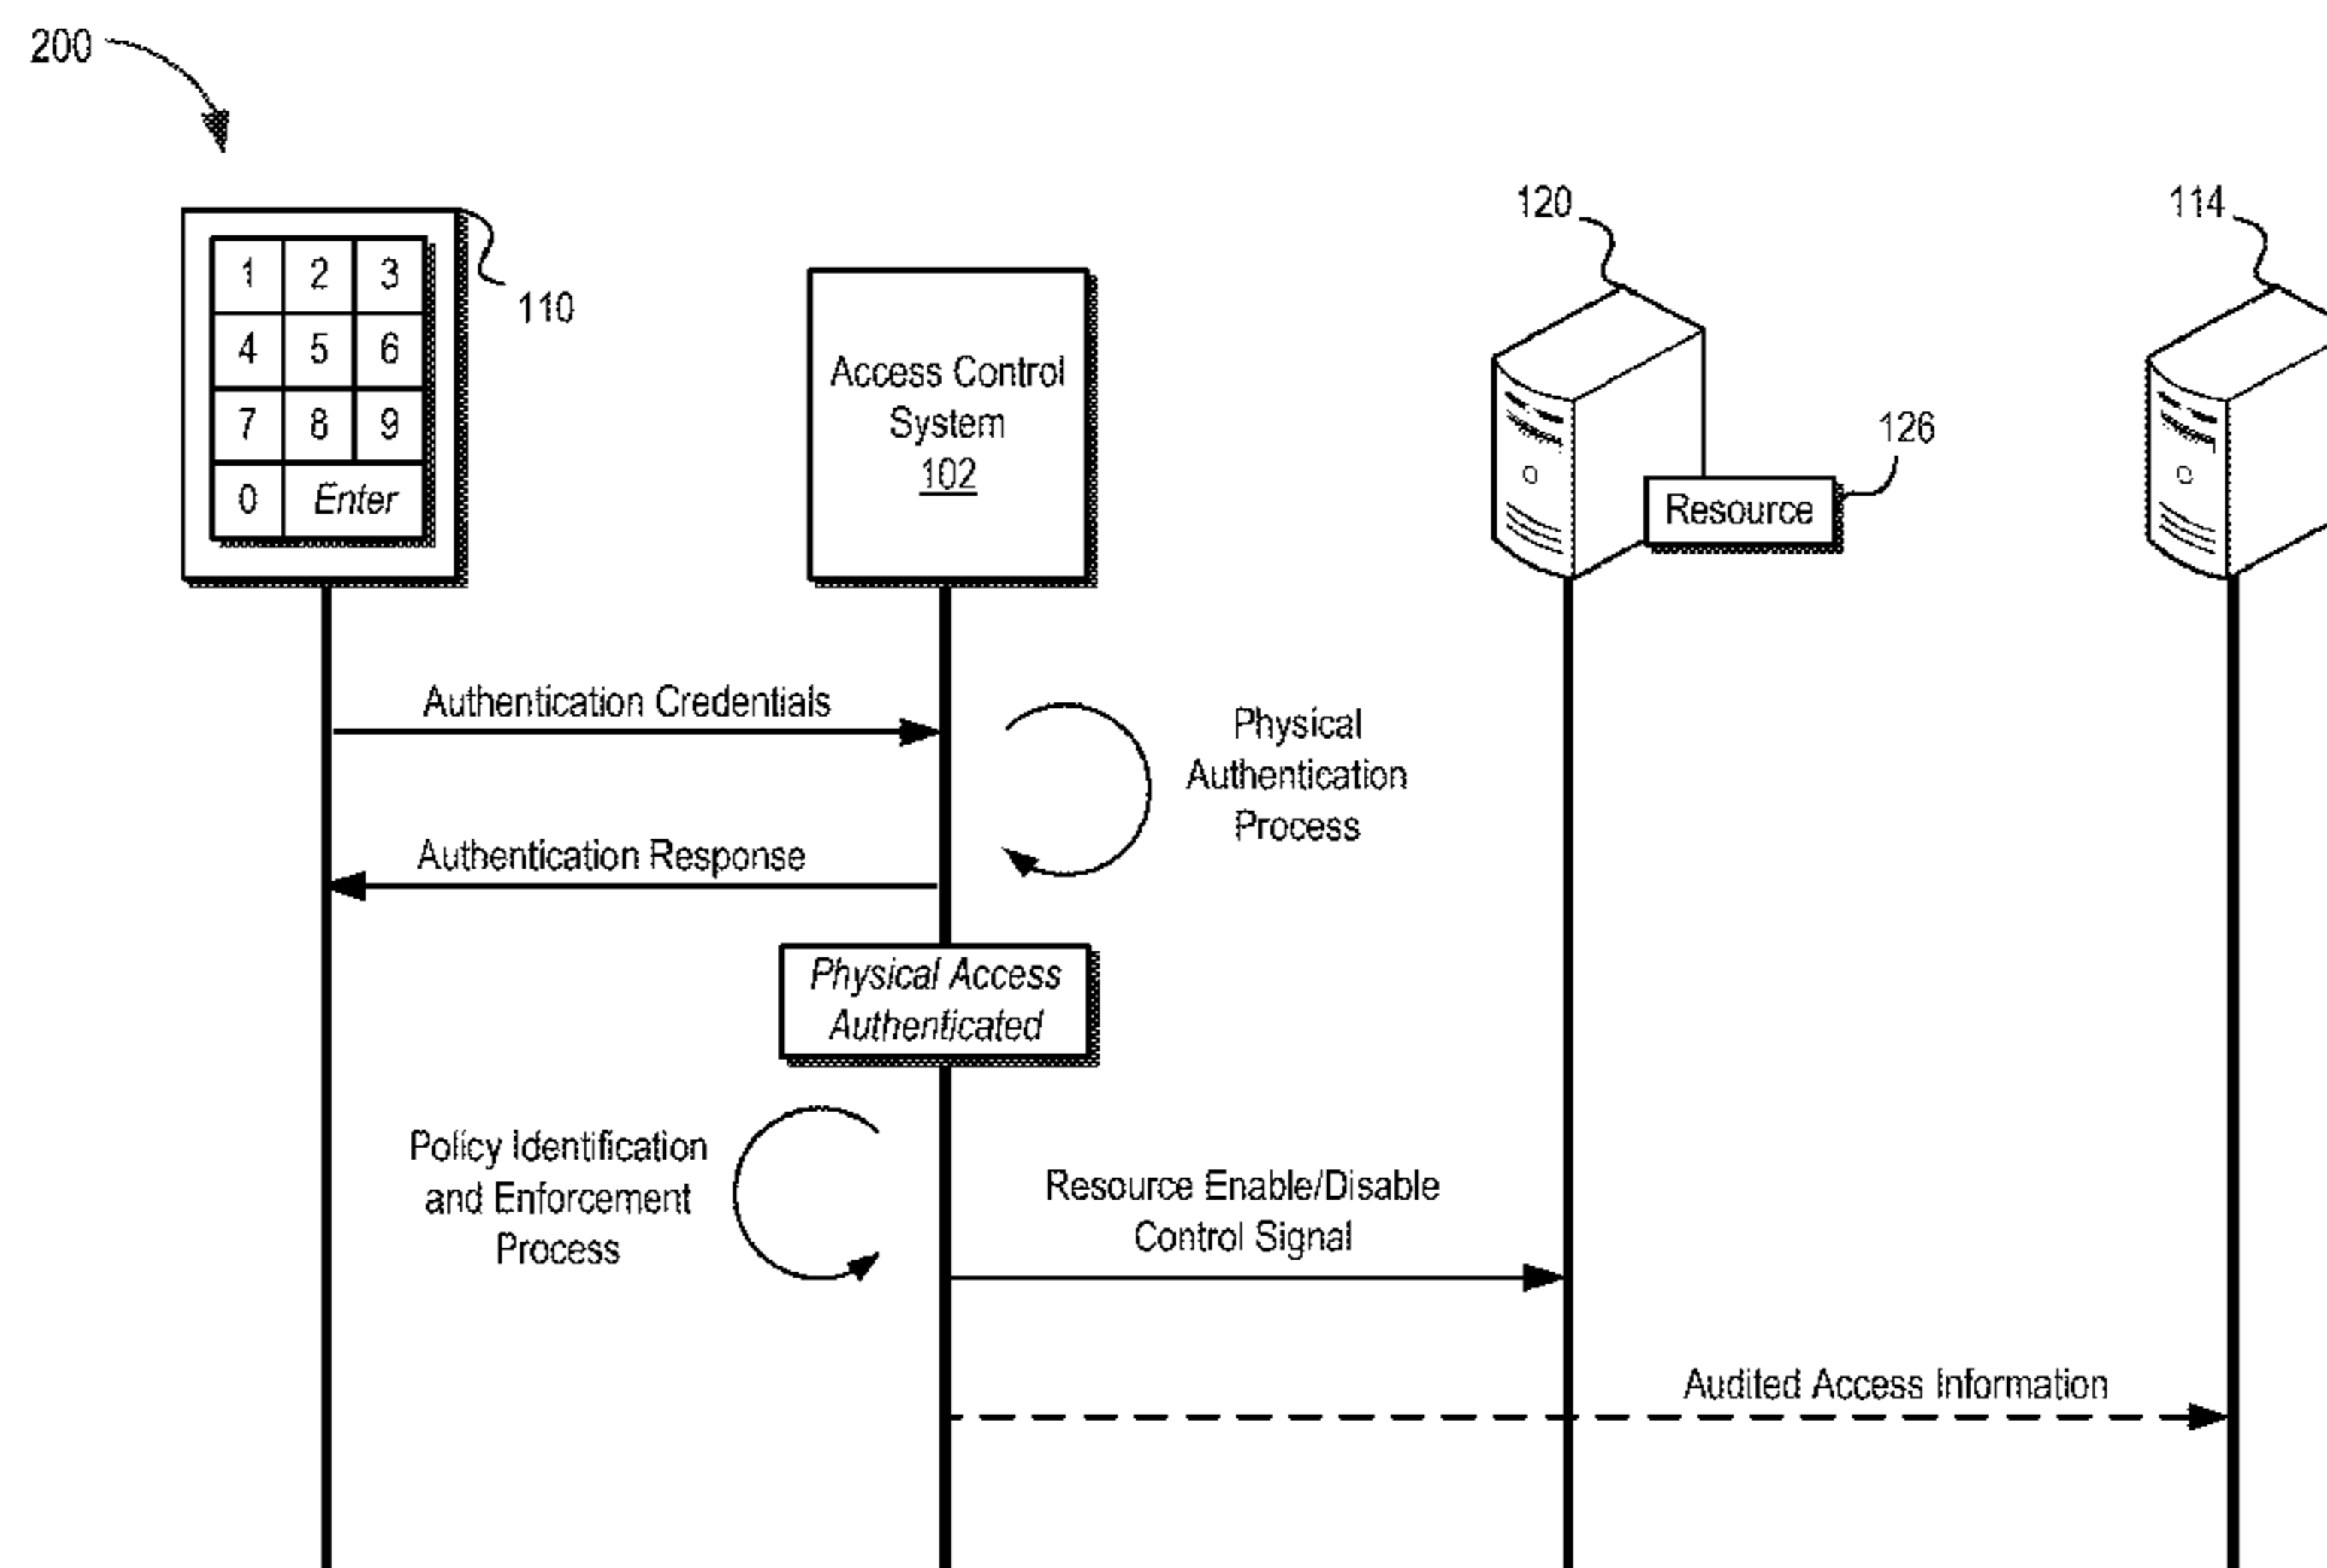 200
120
114
1 2 3
110
4 5 6
7 8 9
0 Enter
Access Control
System
102
126
Resource
Authentication Credentials
Physical
Authentication
Process
Authentication Response
Physical Access
Authenticated
Policy Identification
and Enforcement
Process
Resource Enable/Disable
Control Signal
Audited Access Information